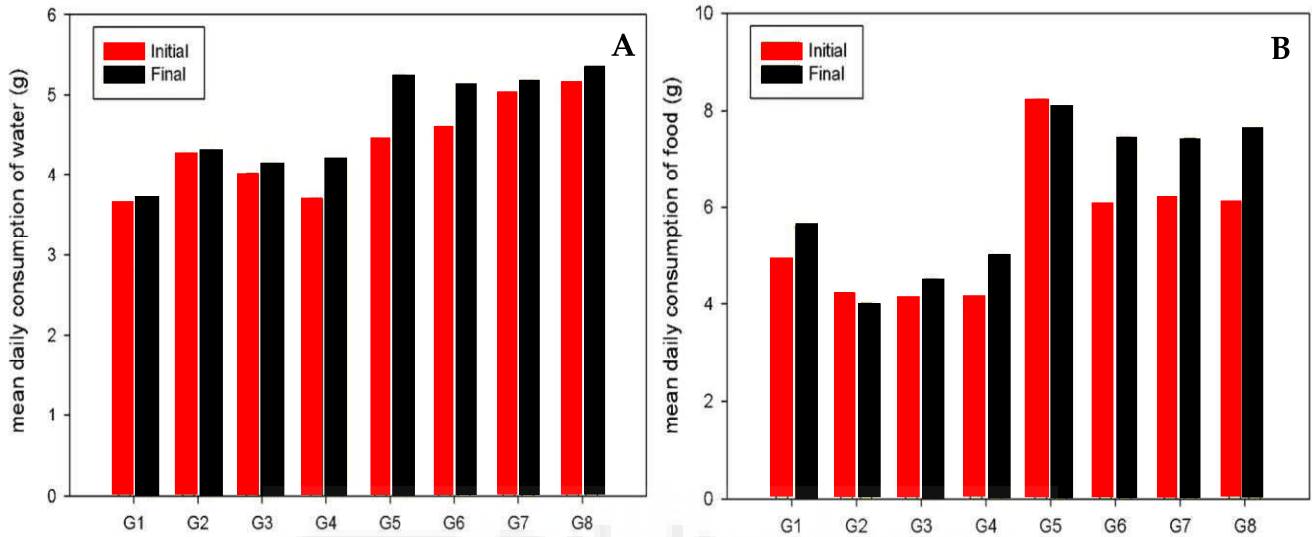 A
Initial
Final
mean daily consumption of water (g)
6
5
4
3
2
1
0
G1 G2 G3 G4 G5 G6 G7 G8
B
Initial
Final
mean daily consumption of food (g)
10
8
6
4
2
0
G1 G2 G3 G4 G5 G6 G7 G8